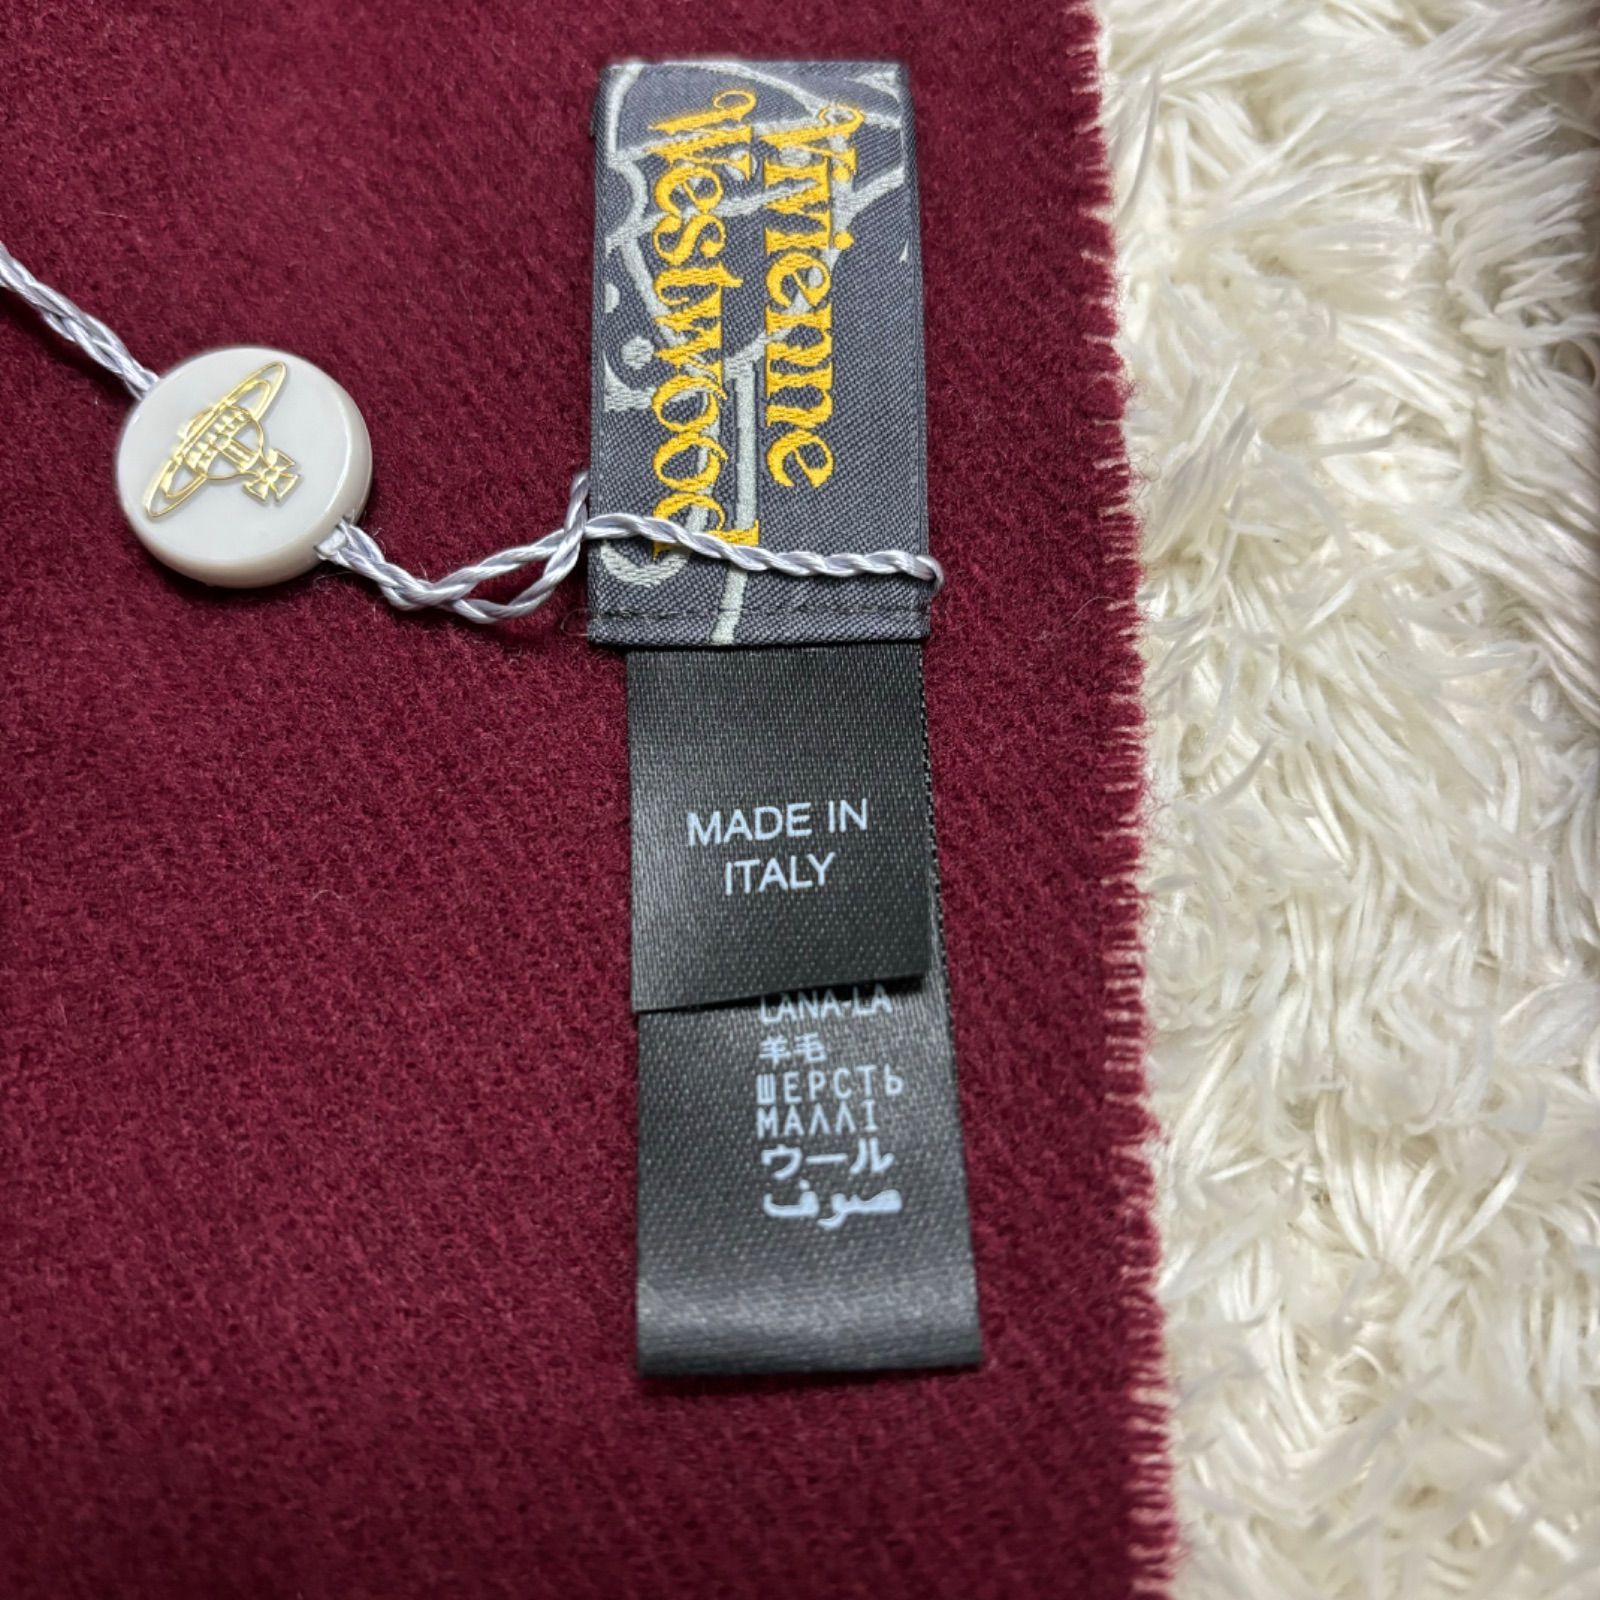 Vivienne
Westwood
MADE IN
ITALY
LANA-LA
羊毛
ШЕРСТЬ
ΜΑΛΛΙ
ウール
صوف